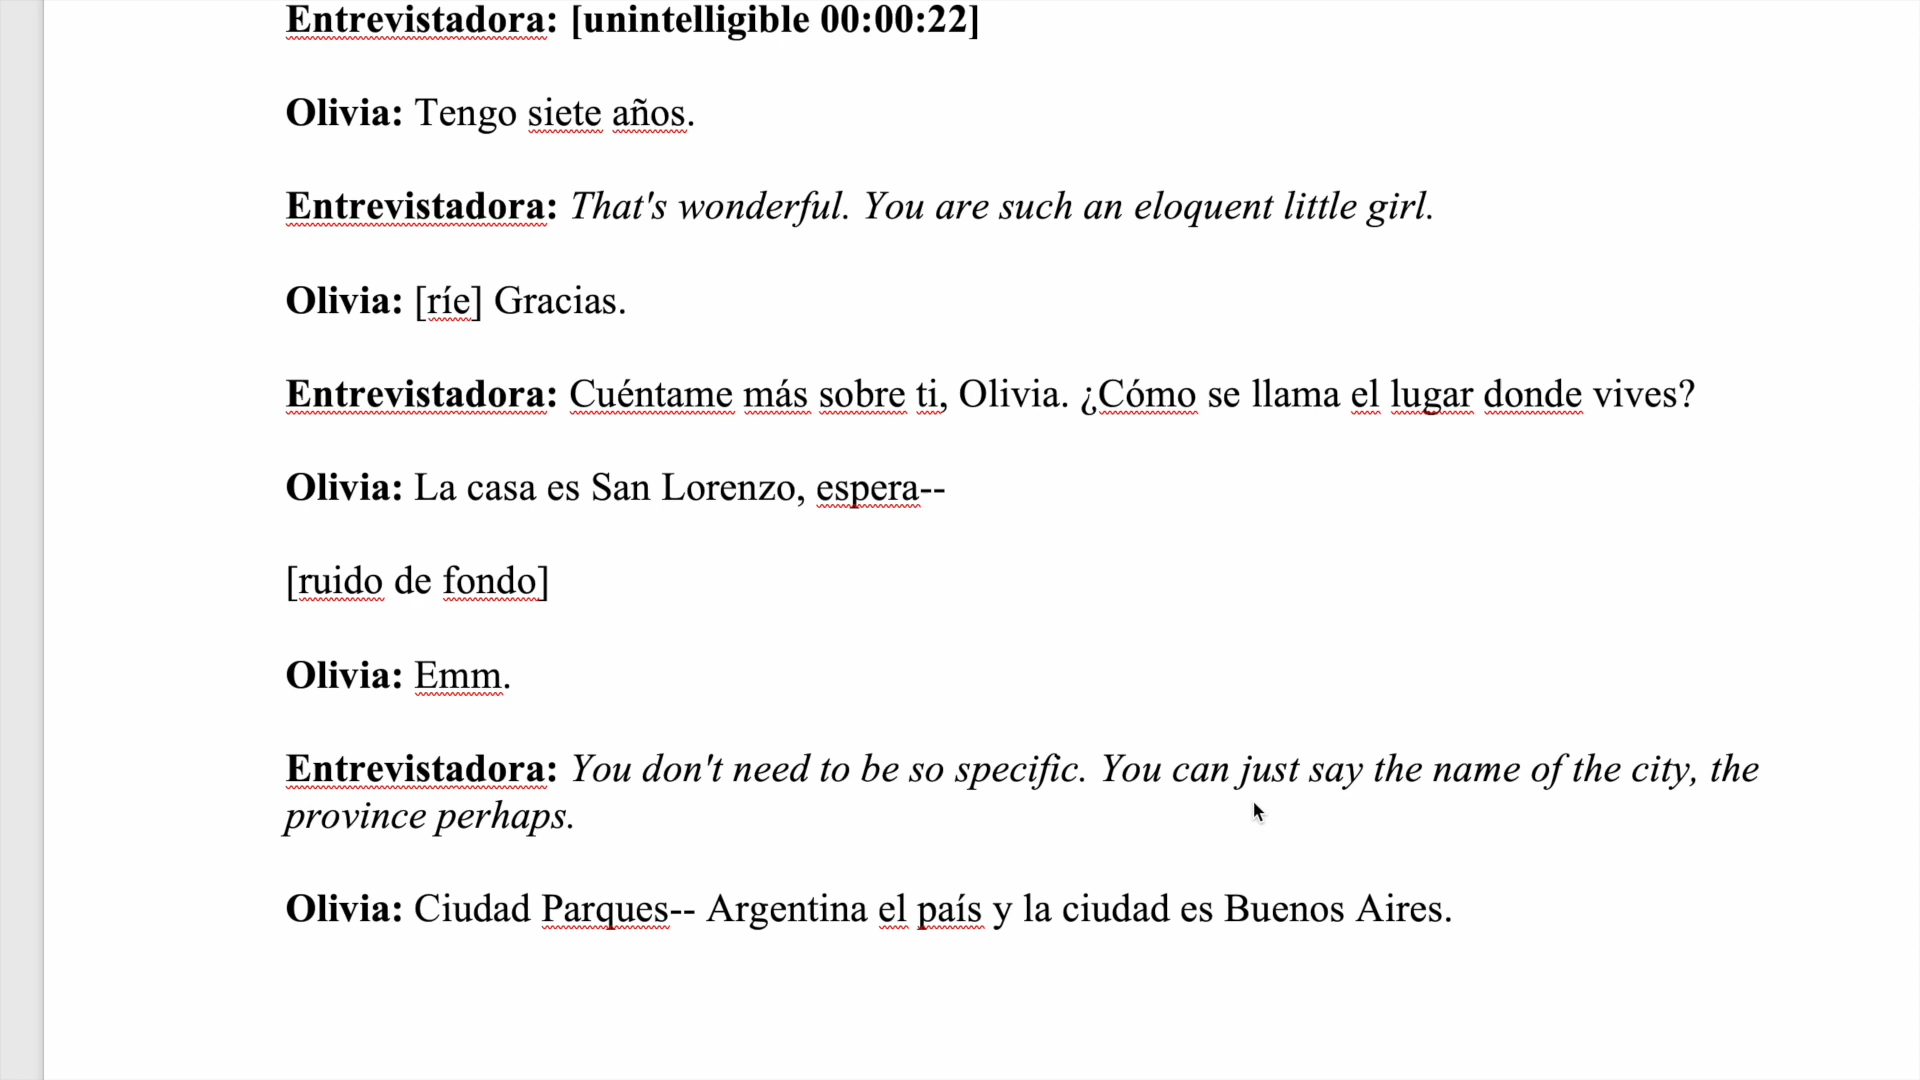 Entrevistadora: [unintelligible 00:00:22]
Olivia: Tengo siete años.
Entrevistadora: That's wonderful. You are such an eloquent little girl.
Olivia: [ríe] Gracias.
Entrevistadora: Cuéntame más sobre ti, Olivia. ¿Cómo se llama el lugar donde vives?
Olivia: La casa es San Lorenzo, espera--
[ruido de fondo]
Olivia: Emm.
Entrevistadora: You don't need to be so specific. You can just say the name of the city, the
province perhaps.
Olivia: Ciudad Parques-- Argentina el país y la ciudad es Buenos Aires.